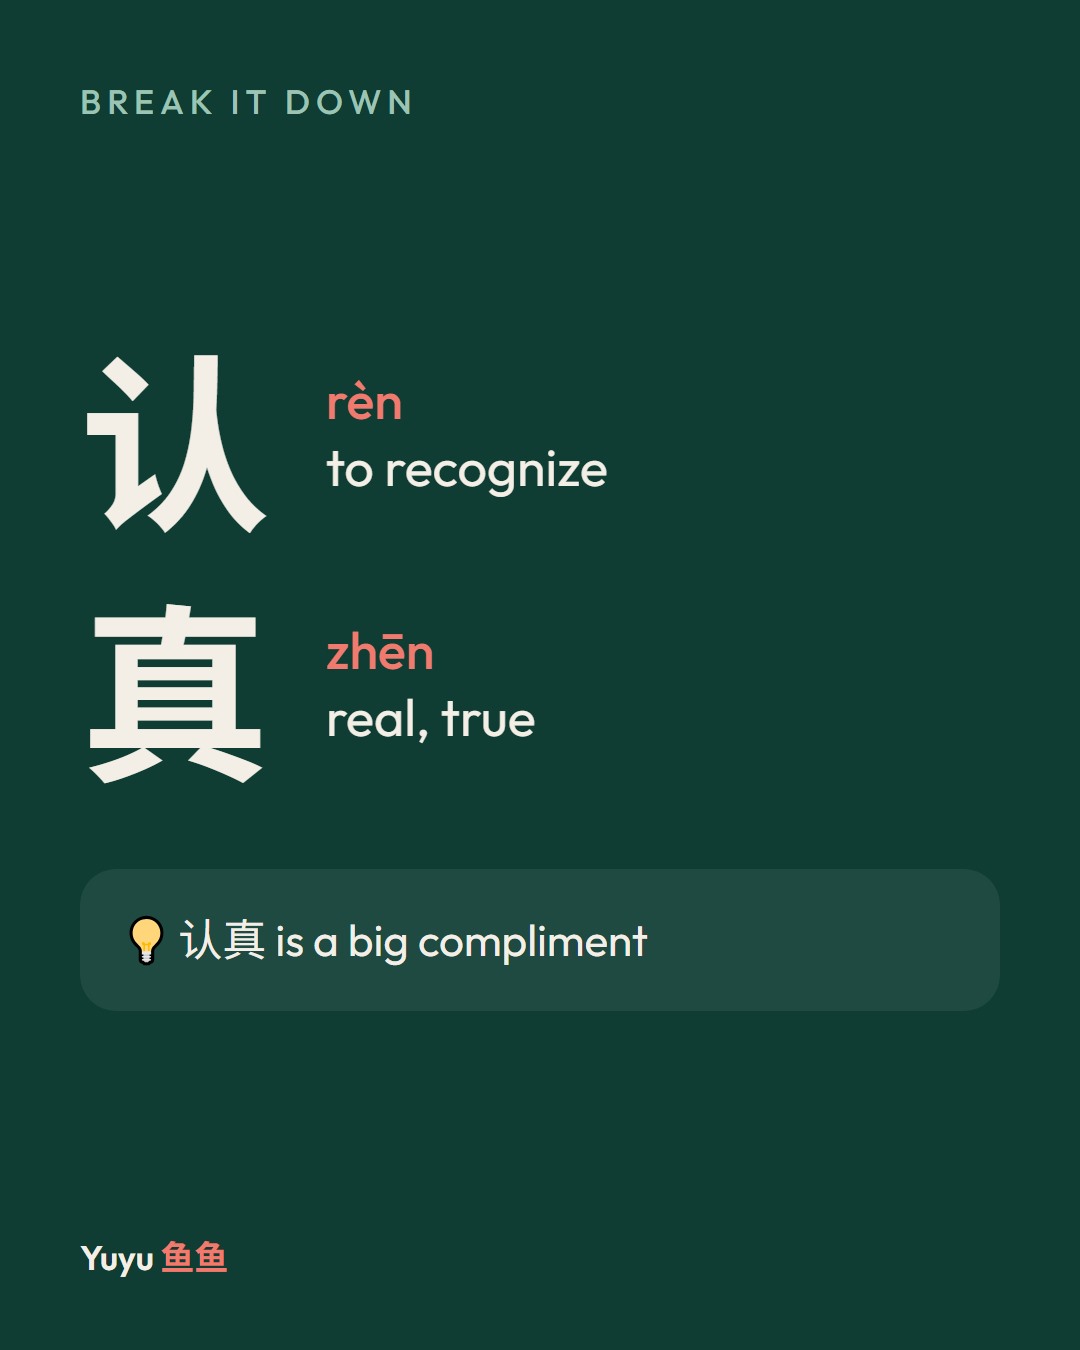 BREAK IT DOWN
认
rèn
to recognize
真
zhēn
real, true
💡 认真 is a big compliment
Yuyu 鱼鱼